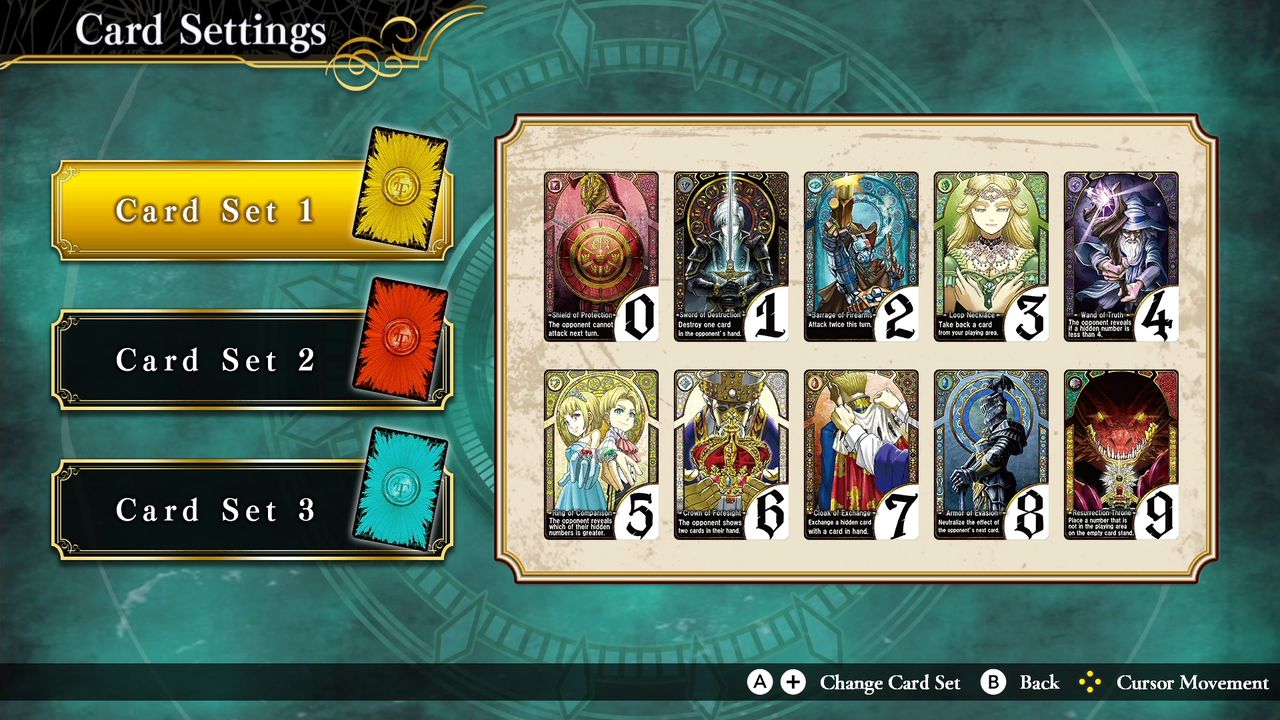 Card Settings
Card Set 1
Card Set 2
Card Set 3
Shield of Protection
The opponent cannot
attack next turn.
0
Sword of Destruction
Destroy one card
in the opponent's hand.
1
Barrage of Firearms
Attack twice this turn.
2
Loop Necklace
Take back a card
from your playing area.
3
Wand of Truth
The opponent reveals
if a hidden number is
less than 4.
4
Ring of Comparison
The opponent reveals
which of their hidden
numbers is greater.
5
Crown of Foresight
The opponent shows
two cards in their hand.
6
Cloak of Exchange
Exchange a hidden card
with a card in hand.
7
Armor of Evasion
Neutralize the effect of
the opponent's next card.
8
Resurrection Throne
Place a number that is
not in the playing area
on the empty card stand.
9
A + Change Card Set B Back Cursor Movement